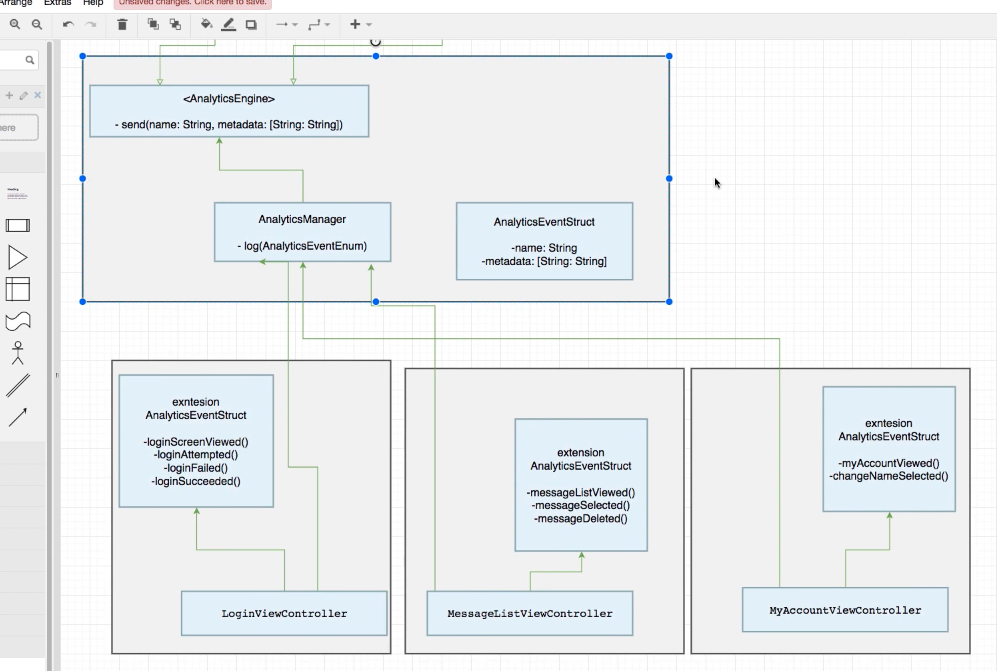 Arrange Extras Help Unsaved changes. Click here to save.
here
Heading
<AnalyticsEngine>
- send(name: String, metadata: [String: String])
AnalyticsManager
- log(AnalyticsEventEnum)
AnalyticsEventStruct
-name: String
-metadata: [String: String]
exntesion
AnalyticsEventStruct
-loginScreenViewed()
-loginAttempted()
-loginFailed()
-loginSucceeded()
LoginViewController
extension
AnalyticsEventStruct
-messageListViewed()
-messageSelected()
-messageDeleted()
MessageListViewController
exntesion
AnalyticsEventStruct
-myAccountViewed()
-changeNameSelected()
MyAccountViewController